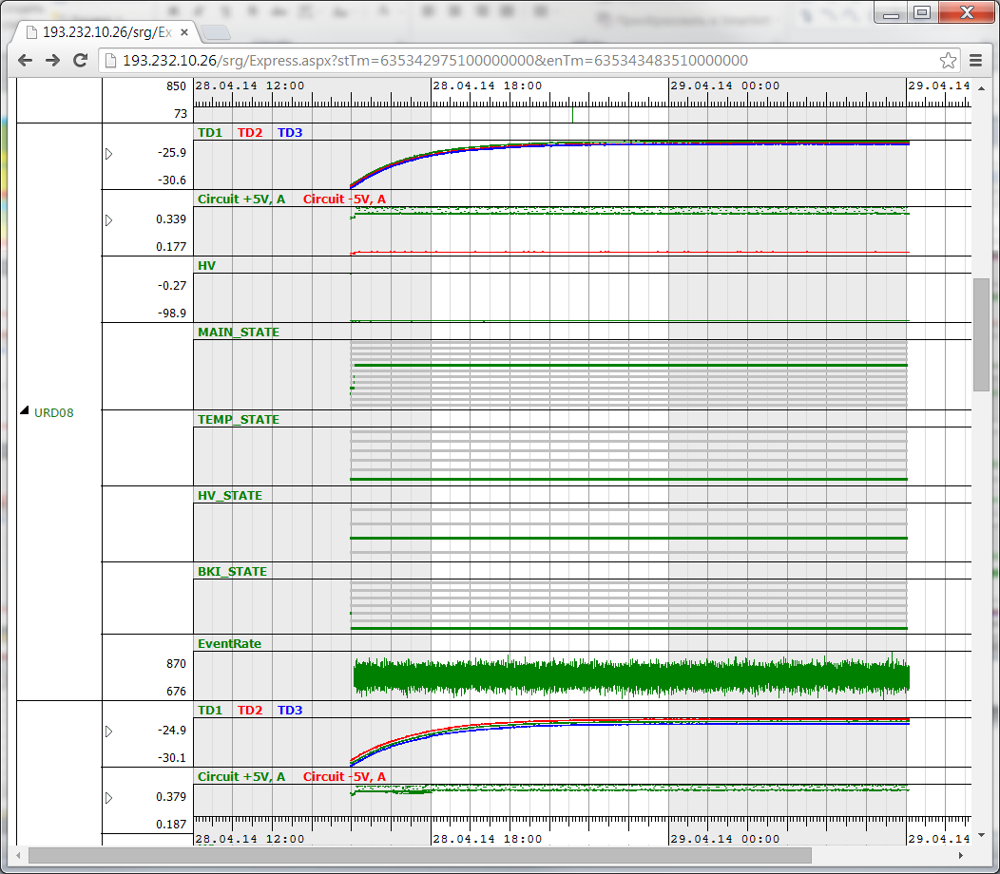 193.232.10.26/srg/Ex
193.232.10.26/srg/Express.aspx?stTm=635342975100000000&enTm=635343483510000000
850 28.04.14 12:00 28.04.14 18:00 29.04.14 00:00 29.04.14
73
TD1 TD2 TD3
-25.9
-30.6
Circuit +5V, A Circuit -5V, A
0.339
0.177
HV
-0.27
-98.9
MAIN_STATE
URD08
TEMP_STATE
HV_STATE
BKI_STATE
EventRate
870
676
TD1 TD2 TD3
-24.9
-30.1
Circuit +5V, A Circuit -5V, A
0.379
0.187
28.04.14 12:00 28.04.14 18:00 29.04.14 00:00 29.04.14